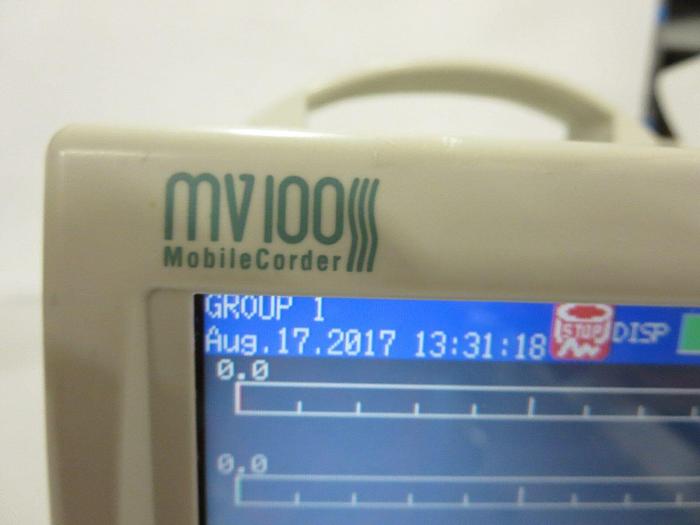 MV100
MobileCorder
GROUP 1
Aug.17.2017 13:31:18 STOP DISP
0.0
0.0